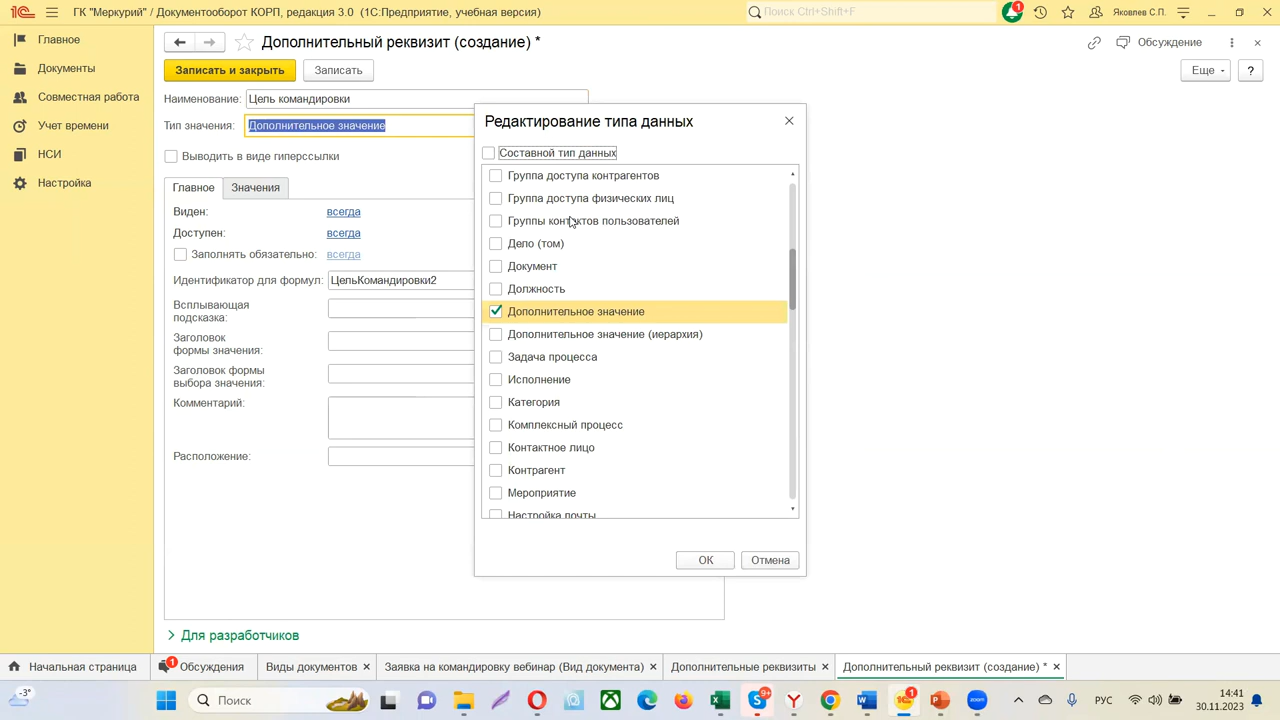 ГК "Меркурий" / Документооборот КОРП, редакция 3.0 (1С:Предприятие, учебная версия)
Поиск Ctrl+Shift+F
1
Яковлев С.П.
Главное
Документы
Совместная работа
Учет времени
НСИ
Настройка
Дополнительный реквизит (создание) *
Обсуждение
Записать и закрыть
Записать
Еще
?
Наименование: Цель командировки
Тип значения: Дополнительное значение
Выводить в виде гиперссылки
Главное
Значения
Виден: всегда
Доступен: всегда
Заполнять обязательно: всегда
Идентификатор для формул: ЦельКомандировки2
Всплывающая
подсказка:
Заголовок
формы значения:
Заголовок формы
выбора значения:
Комментарий:
Расположение:
Для разработчиков
Редактирование типа данных
Составной тип данных
Группа доступа контрагентов
Группа доступа физических лиц
Группы контактов пользователей
Дело (том)
Документ
Должность
Дополнительное значение
Дополнительное значение (иерархия)
Задача процесса
Исполнение
Категория
Комплексный процесс
Контактное лицо
Контрагент
Мероприятие
Настройка почты
ОК
Отмена
Начальная страница
1
Обсуждения
Виды документов
Заявка на командировку вебинар (Вид документа)
Дополнительные реквизиты
Дополнительный реквизит (создание) *
-3°
Поиск
9+
1
zoom
РУС
14:41
30.11.2023